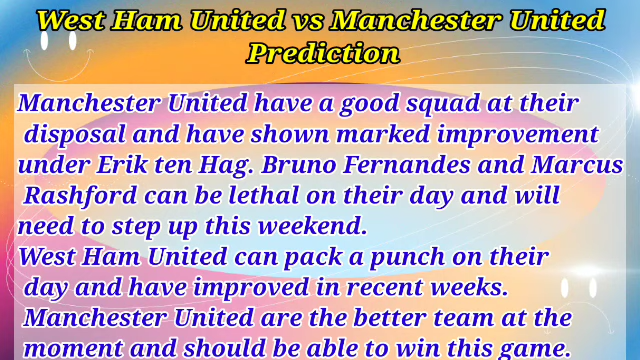 West Ham United vs Manchester United
Prediction
Manchester United have a good squad at their
disposal and have shown marked improvement
under Erik ten Hag. Bruno Fernandes and Marcus
Rashford can be lethal on their day and will
need to step up this weekend.
West Ham United can pack a punch on their
day and have improved in recent weeks.
Manchester United are the better team at the
moment and should be able to win this game.